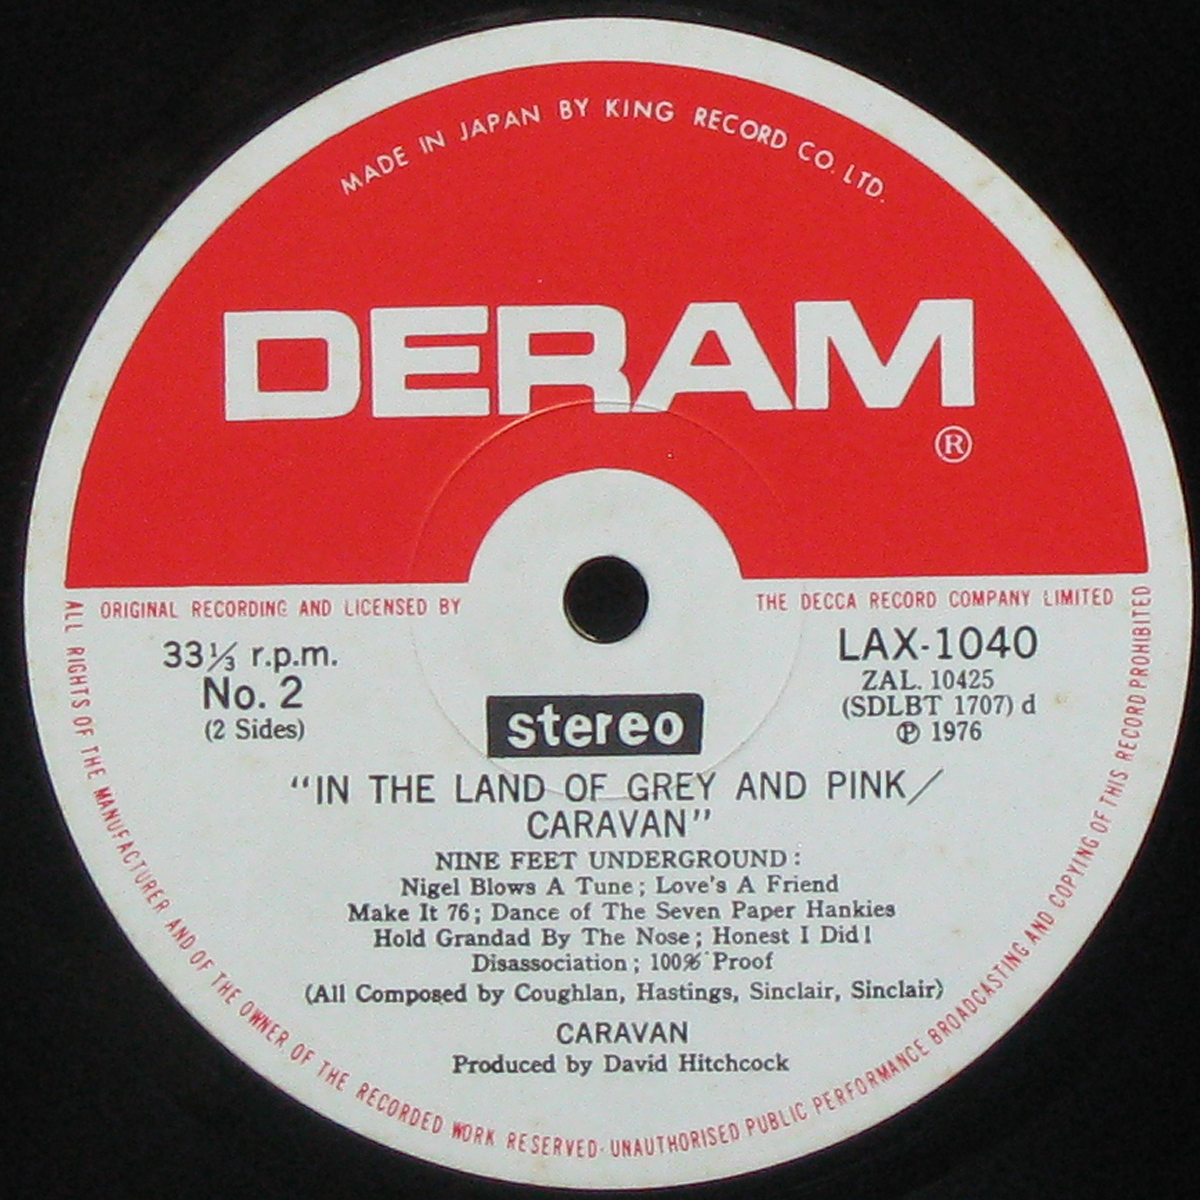 MADE IN JAPAN BY KING RECORD CO. LTD.
DERAM
®
ORIGINAL RECORDING AND LICENSED BY THE DECCA RECORD COMPANY LIMITED
33⅓ r.p.m.
No. 2
(2 Sides)
LAX-1040
ZAL. 10425
(SDLBT 1707) d
℗ 1976
stereo
“IN THE LAND OF GREY AND PINK/
CARAVAN”
NINE FEET UNDERGROUND:
Nigel Blows A Tune; Love's A Friend
Make It 76; Dance of The Seven Paper Hankies
Hold Grandad By The Nose; Honest I Did!
Disassociation; 100% Proof
(All Composed by Coughlan, Hastings, Sinclair, Sinclair)
CARAVAN
Produced by David Hitchcock
ALL RIGHTS OF THE MANUFACTURER AND OF THE OWNER OF THE RECORDED WORK RESERVED· UNAUTHORISED PUBLIC PERFORMANCE BROADCASTING AND COPYING OF THIS RECORD PROHIBITED